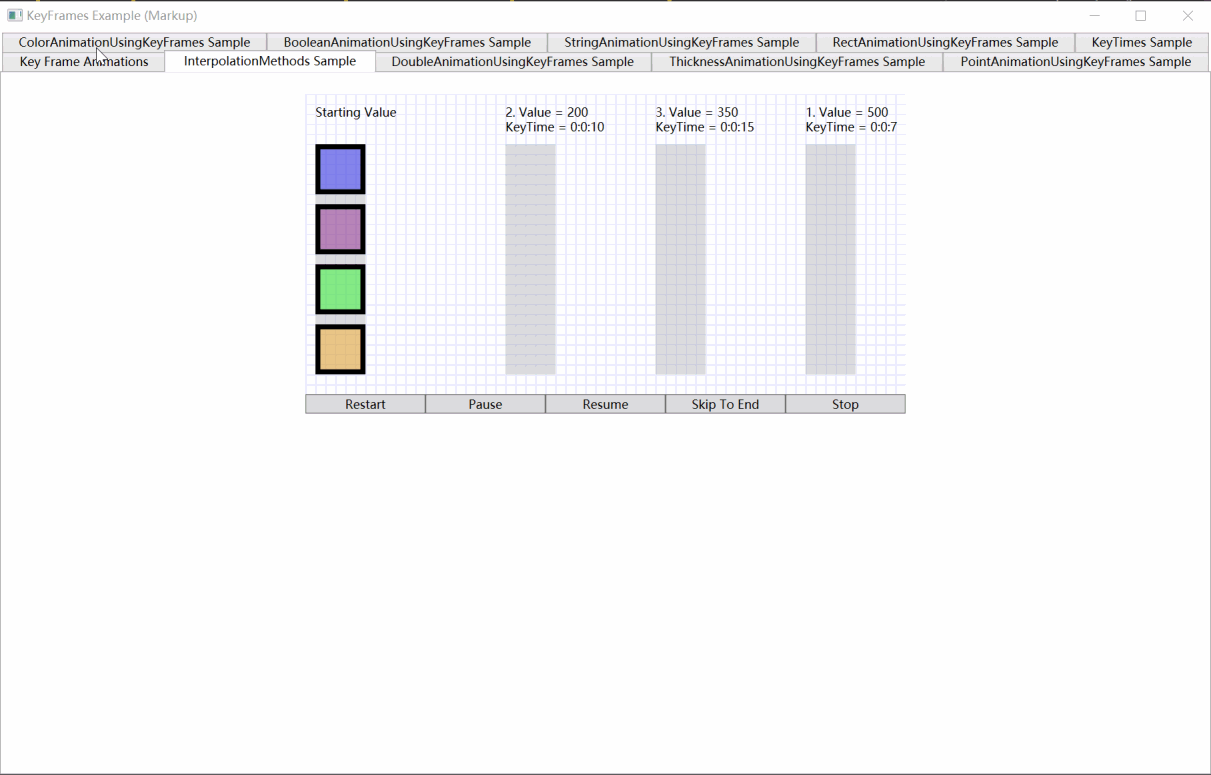 KeyFrames Example (Markup)
ColorAnimationUsingKeyFrames Sample
BooleanAnimationUsingKeyFrames Sample
StringAnimationUsingKeyFrames Sample
RectAnimationUsingKeyFrames Sample
KeyTimes Sample
Key Frame Animations
InterpolationMethods Sample
DoubleAnimationUsingKeyFrames Sample
ThicknessAnimationUsingKeyFrames Sample
PointAnimationUsingKeyFrames Sample
Starting Value
2. Value = 200
KeyTime = 0:0:10
3. Value = 350
KeyTime = 0:0:15
1. Value = 500
KeyTime = 0:0:7
Restart
Pause
Resume
Skip To End
Stop